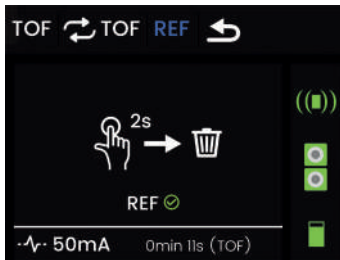 TOF TOF REF
2s
REF
50mA 0min 11s (TOF)